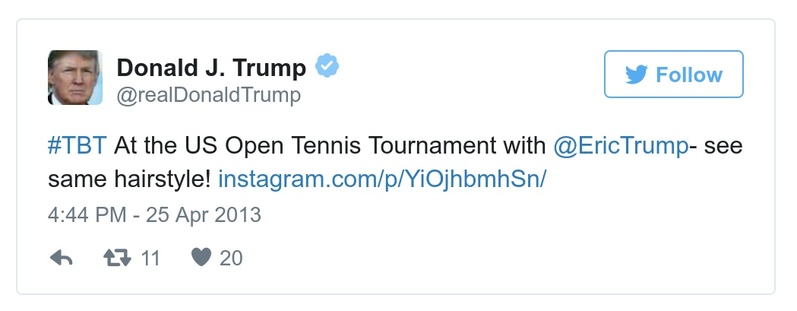 Donald J. Trump
@realDonaldTrump
Follow
#TBT At the US Open Tennis Tournament with @EricTrump- see
same hairstyle! instagram.com/p/YiOjhbmhSn/
4:44 PM - 25 Apr 2013
11 20